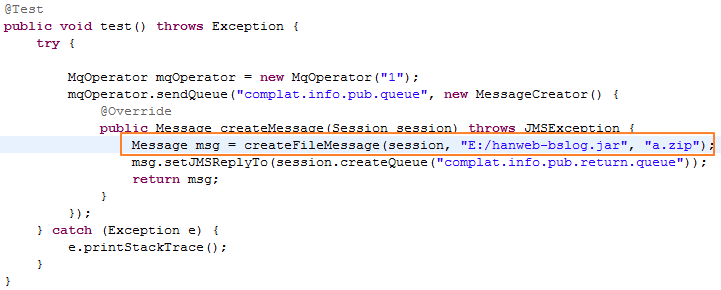 @Test
public void test() throws Exception {
try {
MqOperator mqOperator = new MqOperator("1");
mqOperator.sendQueue("complat.info.pub.queue", new MessageCreator() {
@Override
public Message createMessage(Session session) throws JMSException {
Message msg = createFileMessage(session, "E:/hanweb-bslog.jar", "a.zip");
msg.setJMSReplyTo(session.createQueue("complat.info.pub.return.queue"));
return msg;
}
});
} catch (Exception e) {
e.printStackTrace();
}
}